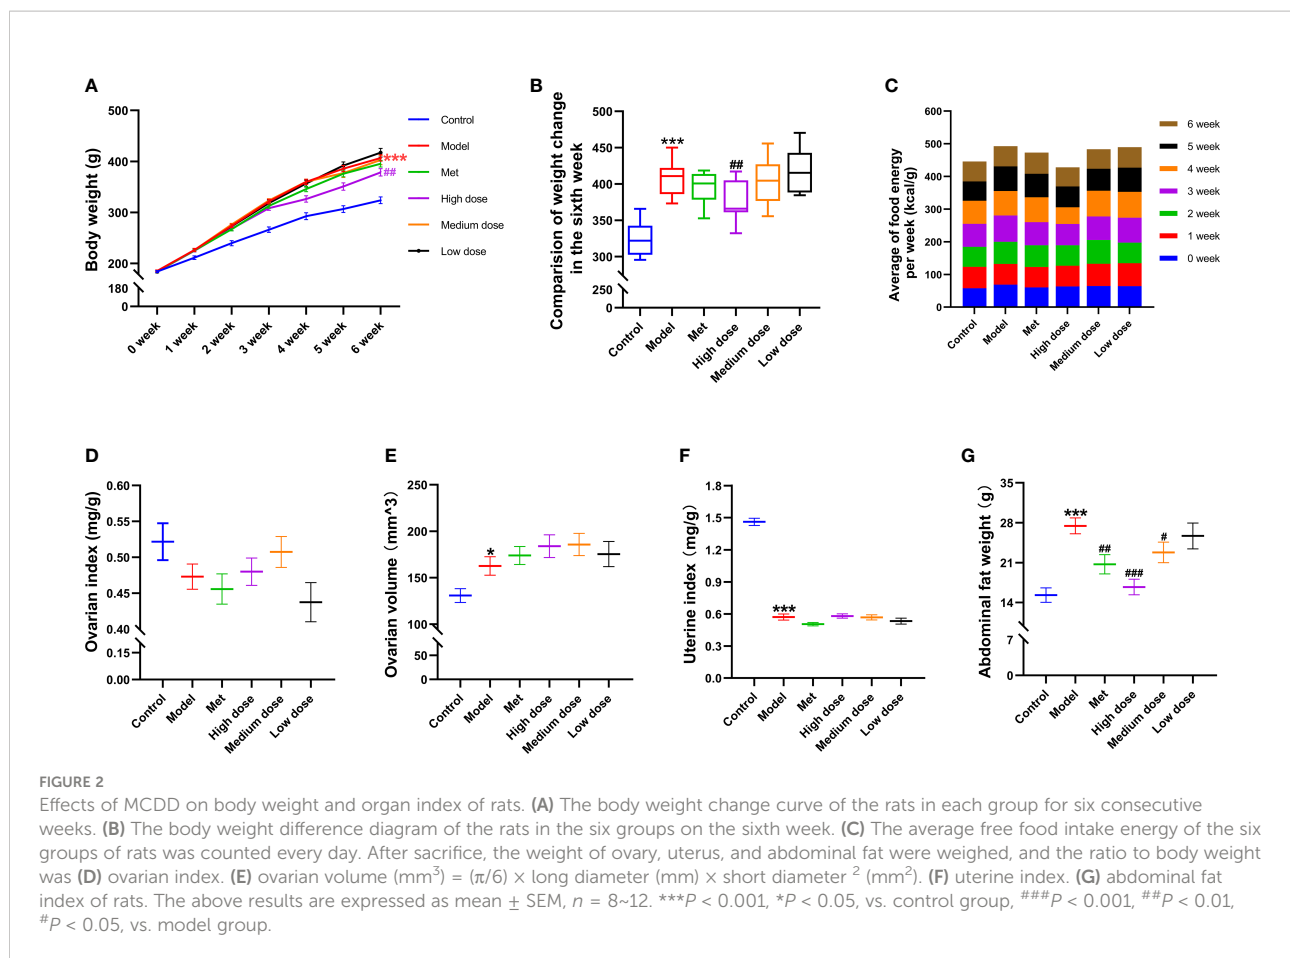 A
Body weight (g)
500
400
300
200
180
0
0 week
1 week
2 week
3 week
4 week
5 week
6 week
***
##
Control
Model
Met
High dose
Medium dose
Low dose
B
Comparision of weight change
in the sixth week
500
450
400
350
300
250
0
***
##
Control
Model
Met
High dose
Medium dose
Low dose
C
Average of food energy
per week (kcal/g)
600
500
400
300
200
100
0
Control
Model
Met
High dose
Medium dose
Low dose
6 week
5 week
4 week
3 week
2 week
1 week
0 week
D
Ovarian index (mg/g)
0.60
0.55
0.50
0.45
0.40
0.15
0.00
Control
Model
Met
High dose
Medium dose
Low dose
E
Ovarian volume (mm^3)
250
200
150
100
50
0
*
Control
Model
Met
High dose
Medium dose
Low dose
F
Uterine index (mg/g)
1.8
1.5
1.2
0.9
0.6
0.3
0.0
***
Control
Model
Met
High dose
Medium dose
Low dose
G
Abdominal fat weight (g)
35
28
21
14
7
0
***
##
###
#
Control
Model
Met
High dose
Medium dose
Low dose
FIGURE 2
Effects of MCDD on body weight and organ index of rats. (A) The body weight change curve of the rats in each group for six consecutive
weeks. (B) The body weight difference diagram of the rats in the six groups on the sixth week. (C) The average free food intake energy of the six
groups of rats was counted every day. After sacrifice, the weight of ovary, uterus, and abdominal fat were weighed, and the ratio to body weight
was (D) ovarian index. (E) ovarian volume (mm³) = (π/6) × long diameter (mm) × short diameter ² (mm²). (F) uterine index. (G) abdominal fat
index of rats. The above results are expressed as mean ± SEM, n = 8~12. ***P < 0.001, *P < 0.05, vs. control group, ###P < 0.001, ##P < 0.01,
#P < 0.05, vs. model group.